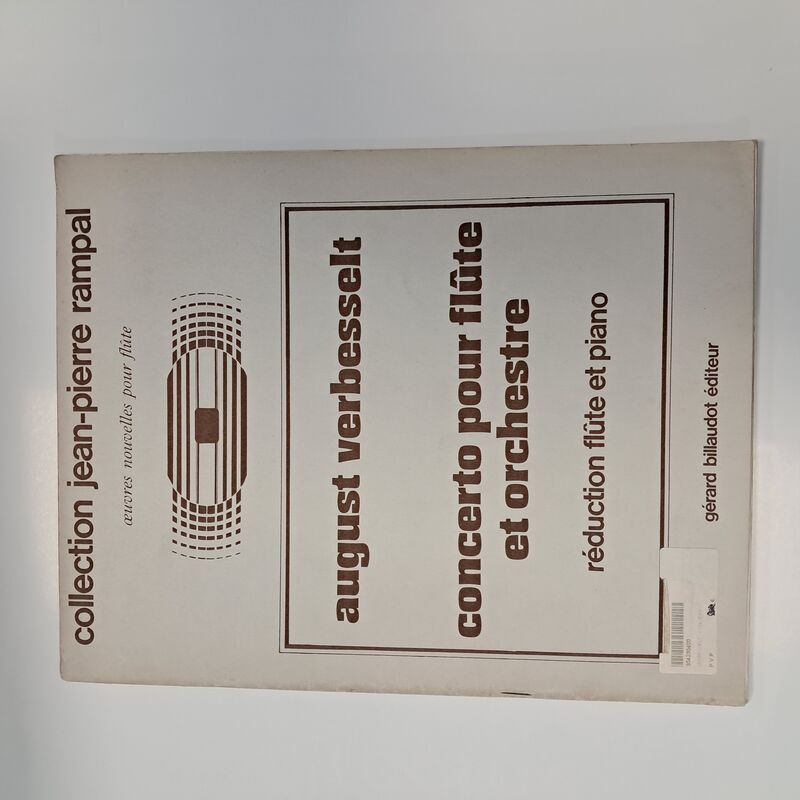 collection jean-pierre rampal
œuvres nouvelles pour flûte
august verbesselt
concerto pour flûte
et orchestre
réduction flûte et piano
gérard billaudot éditeur
P.V.P.